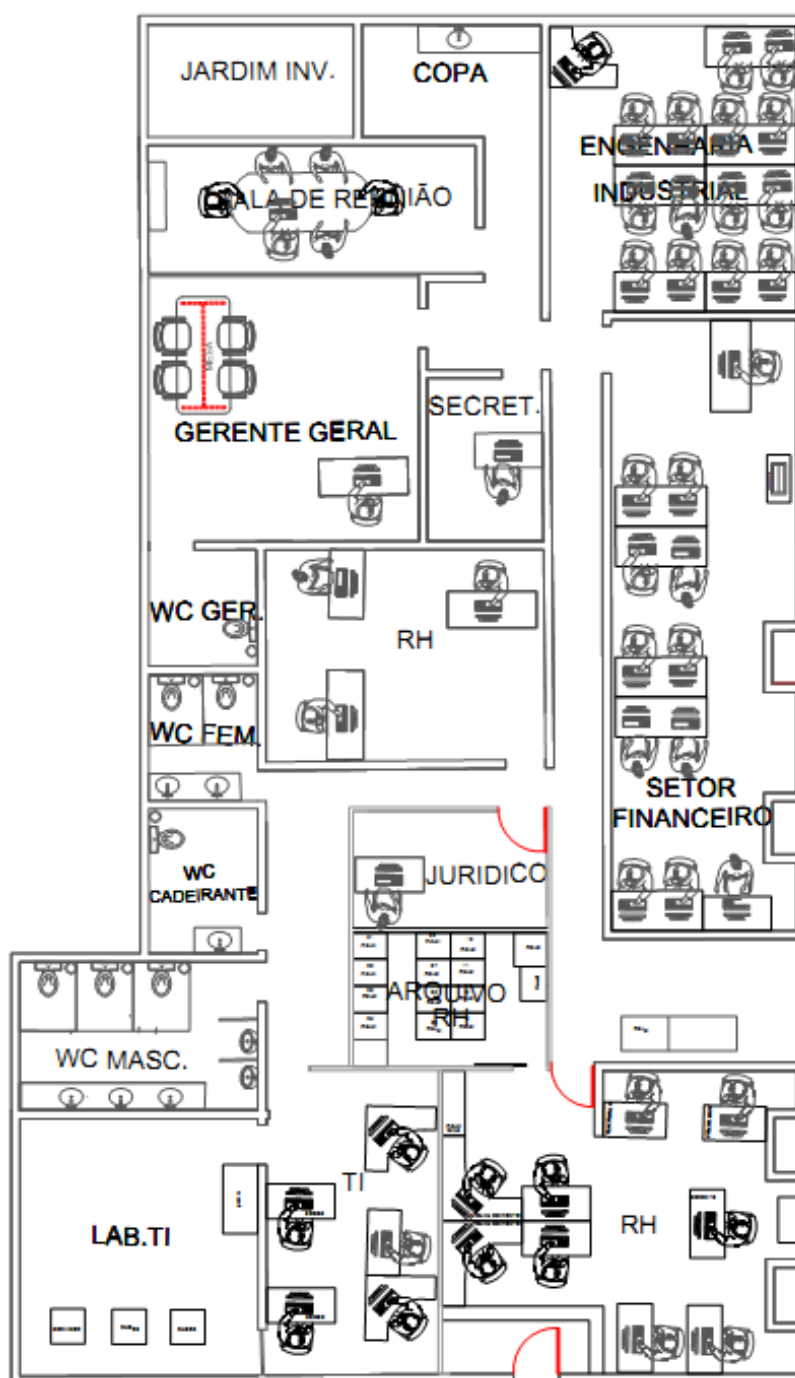 JARDIM INV.
COPA
ENGENHARIA
INDUSTRIAL
SALA DE REUNIÃO
MESA
SECRET.
GERENTE GERAL
WC GER.
RH
WC FEM.
SETOR
FINANCEIRO
WC
CADEIRANTE
JURIDICO
ARQUIVO
RH
WC MASC.
TI
LAB.TI
RH